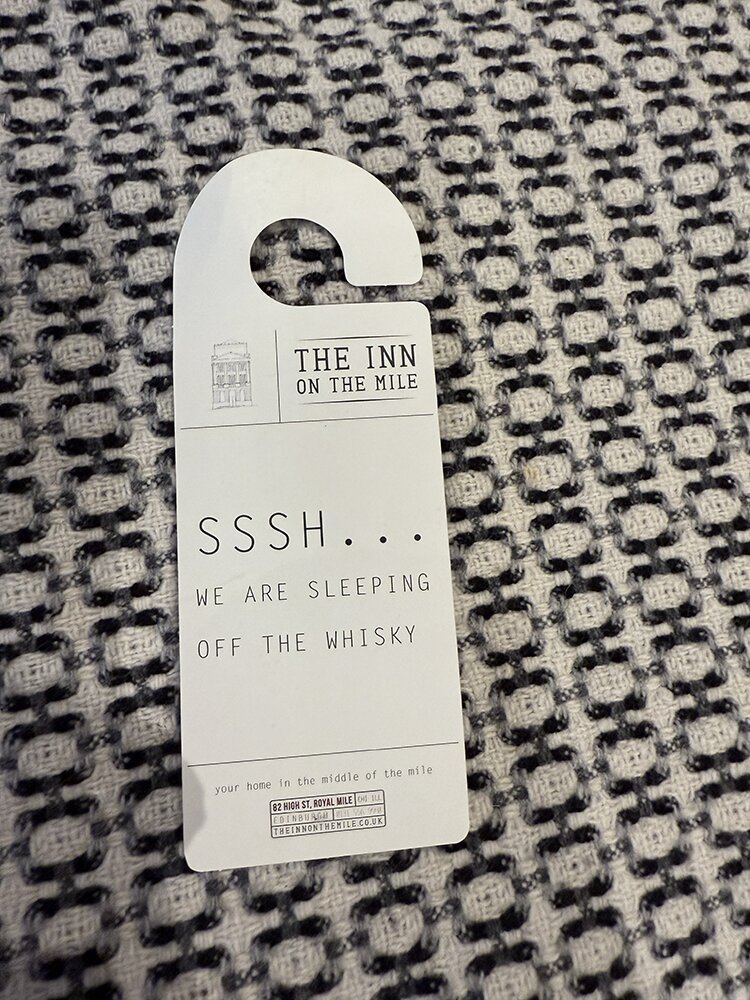 THE INN
ON THE MILE
SSSH...
WE ARE SLEEPING
OFF THE WHISKY
your home in the middle of the mile
82 HIGH ST, ROYAL MILE
EDINBURGH
THEINNONTHEMILE.CO.UK